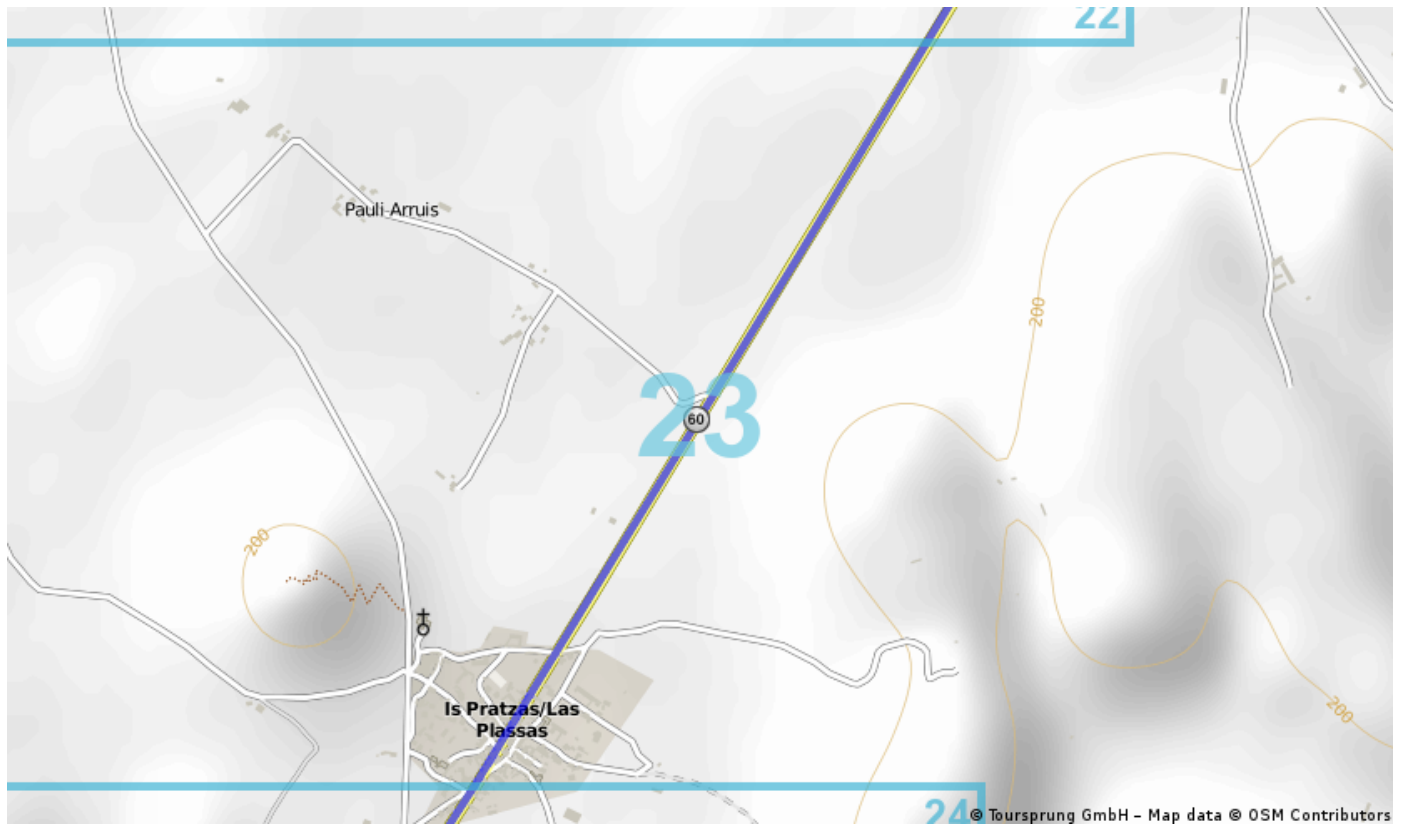 22
Pauli Arruis
200
23
60
200
Is Pratzas/Las
Plassas
200
24
© Toursprung GmbH – Map data © OSM Contributors